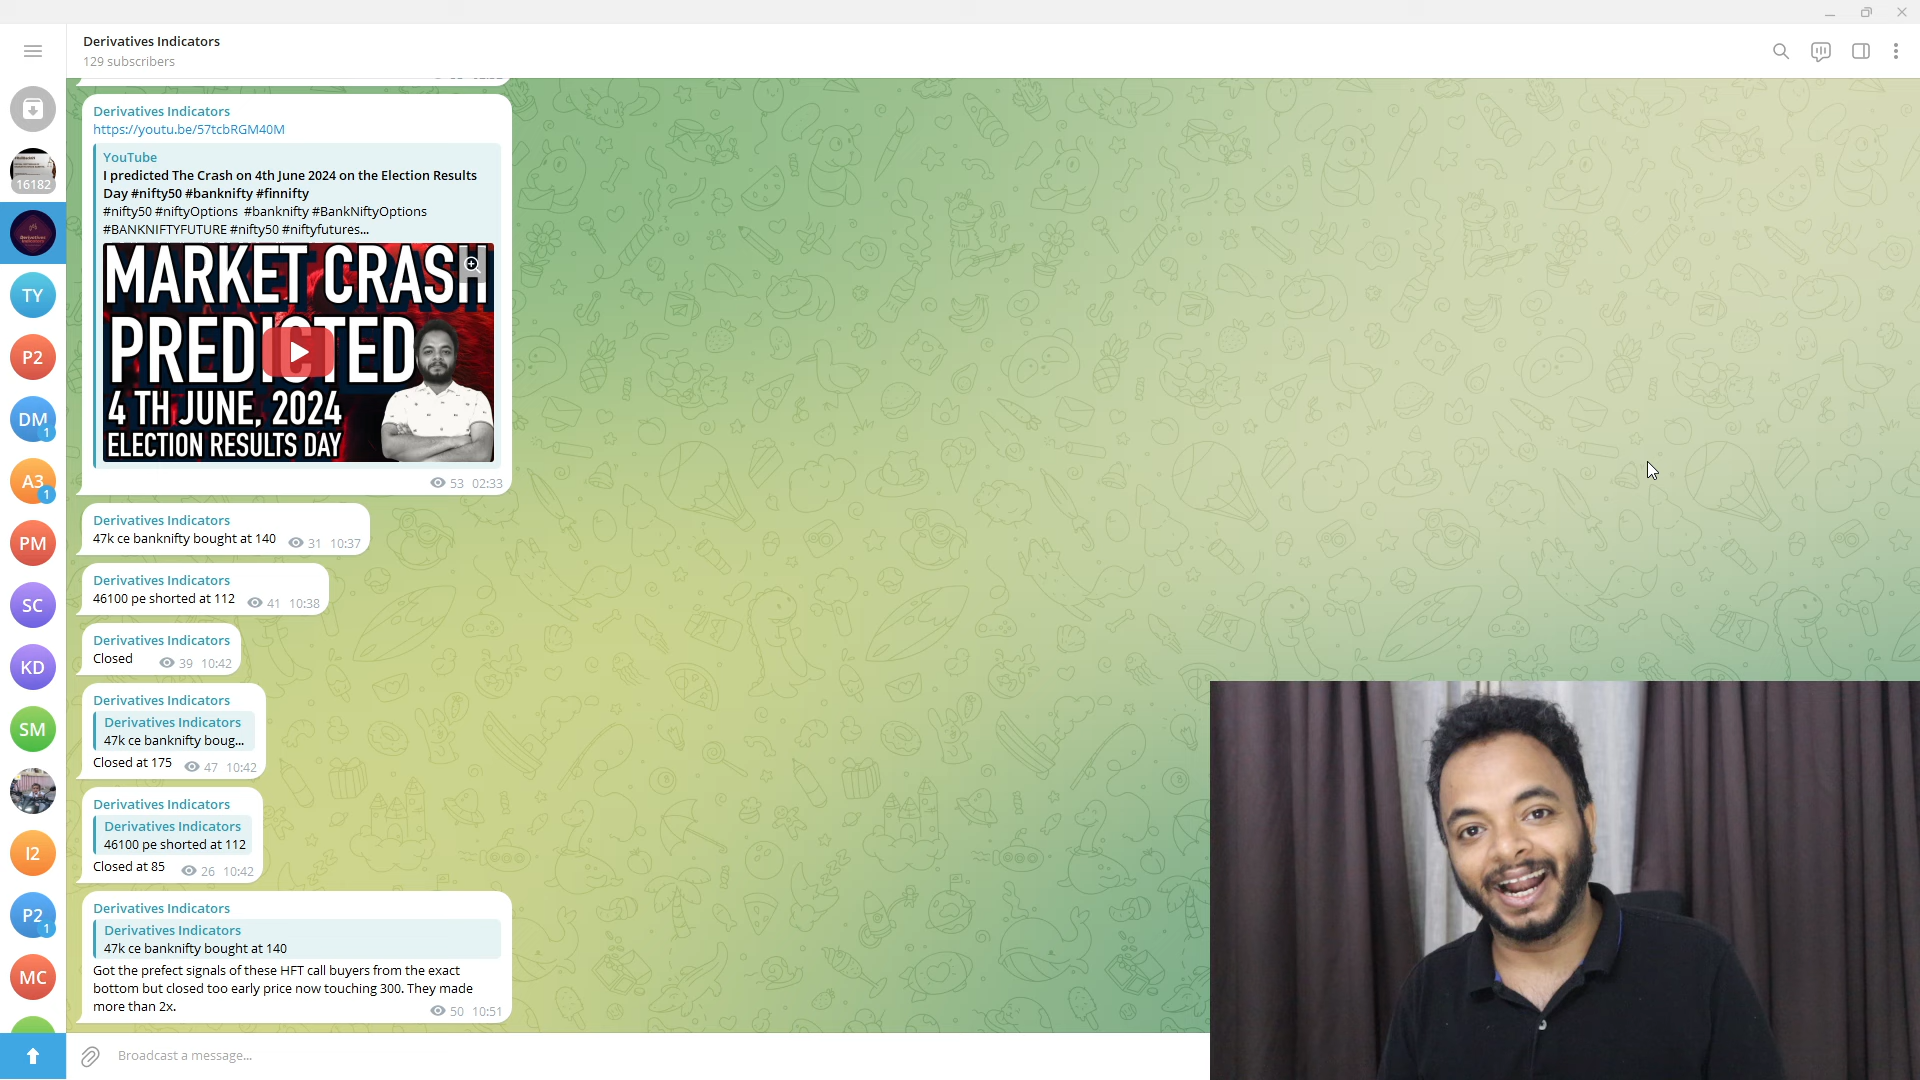 Derivatives Indicators
129 subscribers
16182
TY
P2
DM
1
A3
1
PM
SC
KD
SM
I2
P2
1
MC
Derivatives Indicators
https://youtu.be/57tcbRGM40M
YouTube
I predicted The Crash on 4th June 2024 on the Election Results
Day #nifty50 #banknifty #finnifty
#nifty50 #niftyOptions #banknifty #BankNiftyOptions
#BANKNIFTYFUTURE #nifty50 #niftyfutures...
MARKET CRASH
PREDICTED
4 TH JUNE, 2024
ELECTION RESULTS DAY
53 02:33
Derivatives Indicators
47k ce banknifty bought at 140 31 10:37
Derivatives Indicators
46100 pe shorted at 112 41 10:38
Derivatives Indicators
Closed 39 10:42
Derivatives Indicators
Derivatives Indicators
47k ce banknifty boug...
Closed at 175 47 10:42
Derivatives Indicators
Derivatives Indicators
46100 pe shorted at 112
Closed at 85 26 10:42
Derivatives Indicators
Derivatives Indicators
47k ce banknifty bought at 140
Got the prefect signals of these HFT call buyers from the exact
bottom but closed too early price now touching 300. They made
more than 2x. 50 10:51
Broadcast a message...